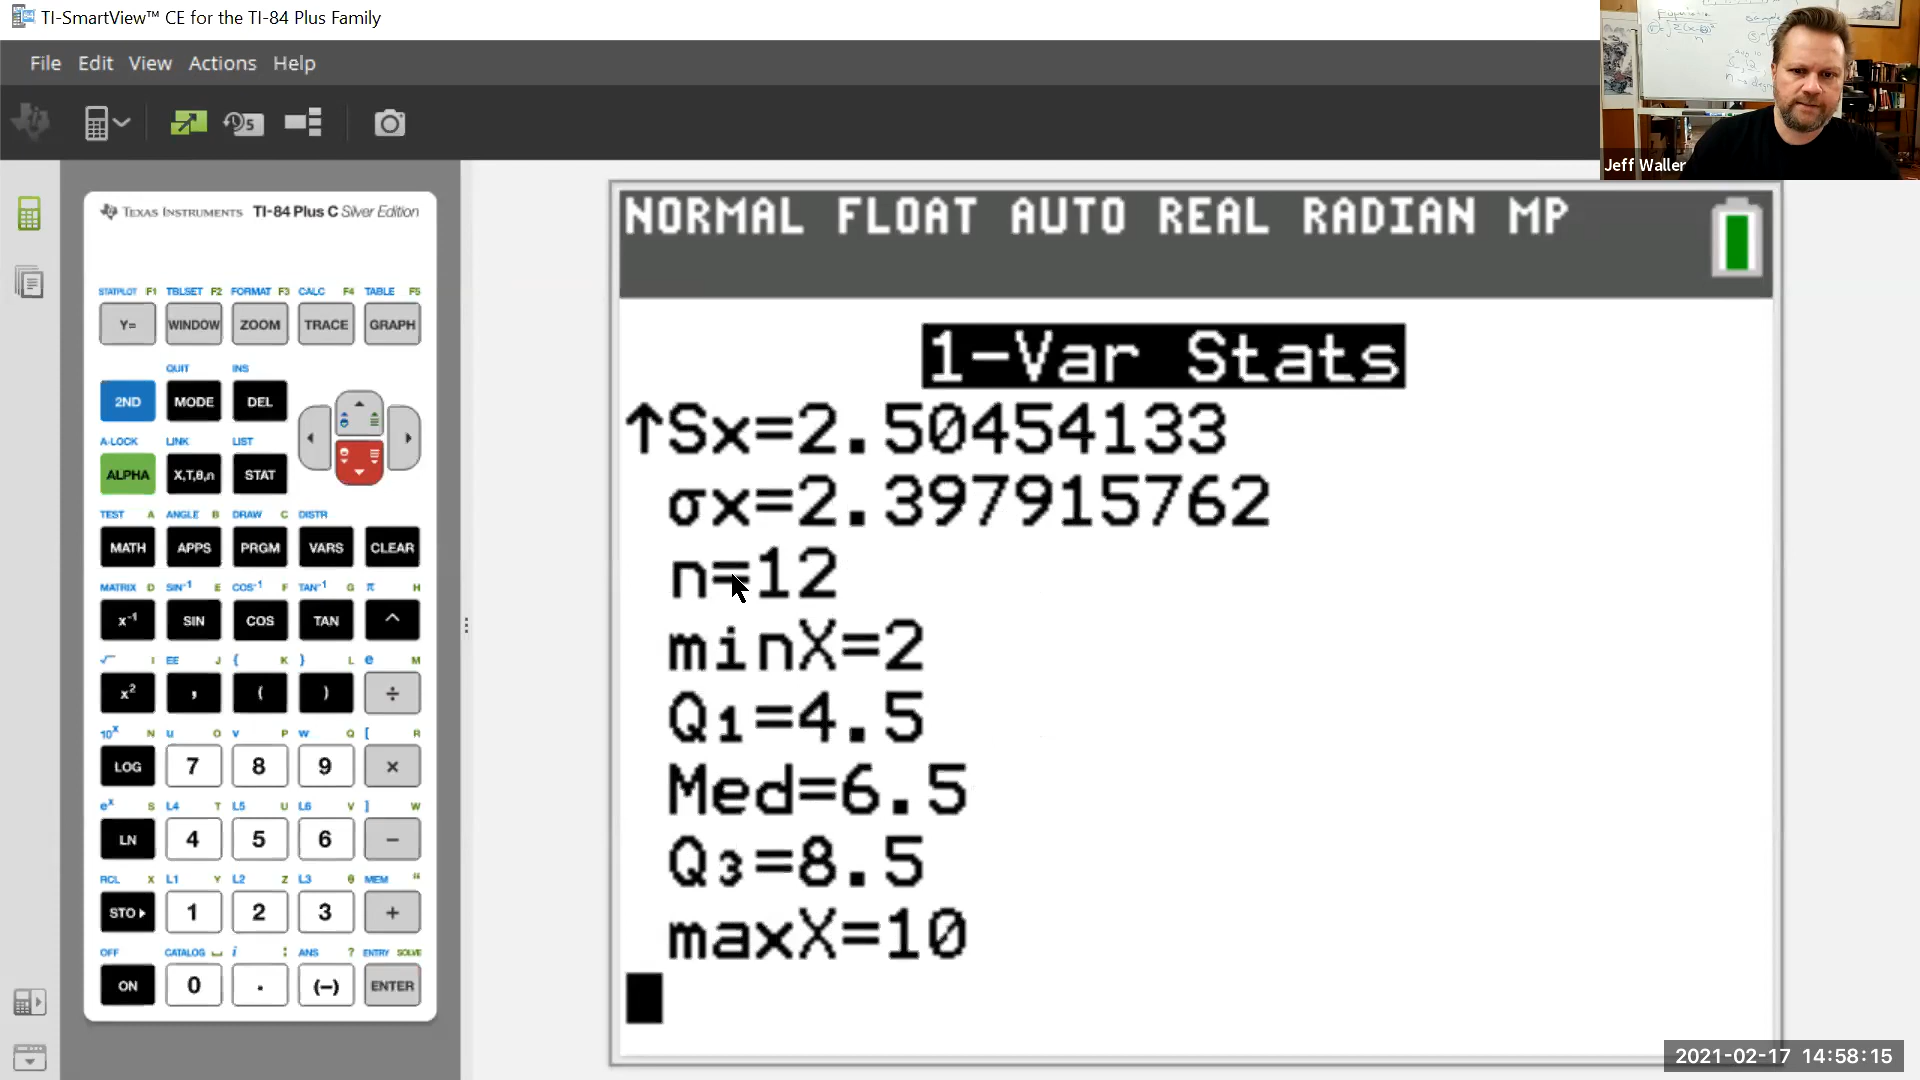 TI-SmartView™ CE for the TI-84 Plus Family
File Edit View Actions Help
Jeff Waller
TEXAS INSTRUMENTS TI-84 Plus C Silver Edition
STATPLOT F1 TBLSET F2 FORMAT F3 CALC F4 TABLE F5
Y= WINDOW ZOOM TRACE GRAPH
QUIT INS
2ND MODE DEL
A-LOCK LINK LIST
ALPHA X,T,θ,n STAT
TEST A ANGLE B DRAW C DISTR
MATH APPS PRGM VARS CLEAR
MATRIX D SIN⁻¹ E COS⁻¹ F TAN⁻¹ G π H
x⁻¹ SIN COS TAN ^
√ I EE J { K } L e M
x² , ( ) ÷
10ˣ N u O v P w Q [ R
LOG 7 8 9 ×
eˣ S L4 T L5 U L6 V ] W
LN 4 5 6 −
RCL X L1 Y L2 Z L3 θ MEM "
STO▸ 1 2 3 +
OFF CATALOG ⎵ i : ANS ? ENTRY SOLVE
ON 0 . (−) ENTER
NORMAL FLOAT AUTO REAL RADIAN MP
1-Var Stats
↑Sx=2.50454133
σx=2.397915762
n=12
minX=2
Q₁=4.5
Med=6.5
Q₃=8.5
maxX=10
2021-02-17 14:58:15